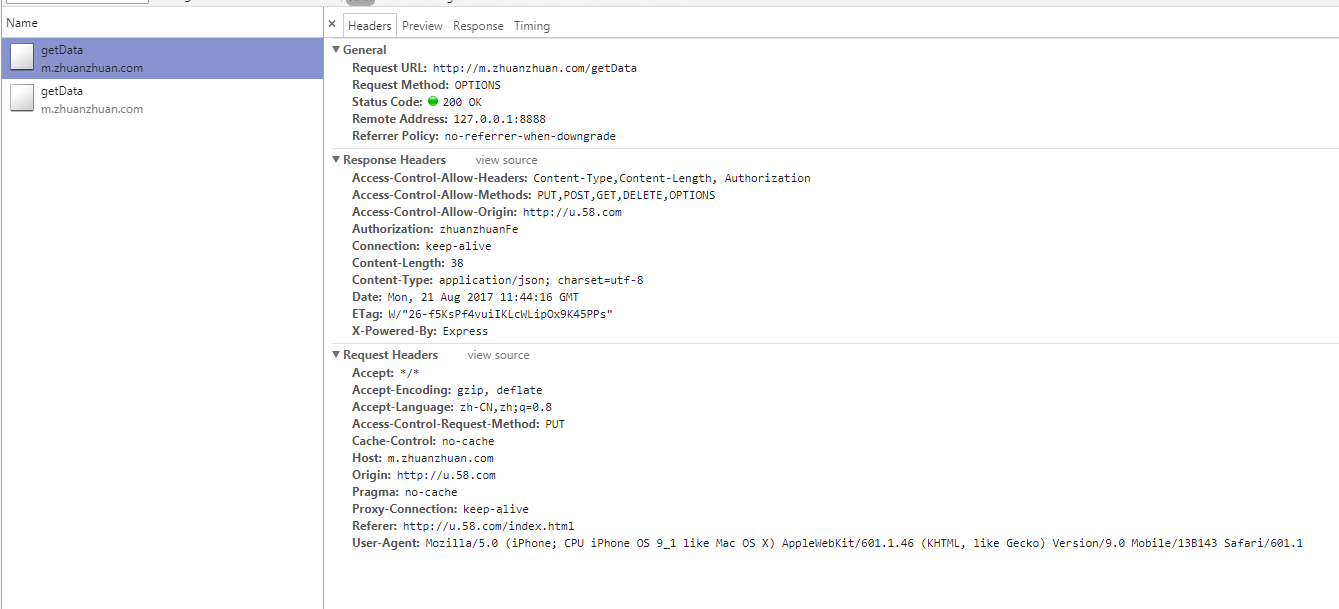 Name
getData
m.zhuanzhuan.com
getData
m.zhuanzhuan.com
× Headers Preview Response Timing
▼ General
Request URL: http://m.zhuanzhuan.com/getData
Request Method: OPTIONS
Status Code: 200 OK
Remote Address: 127.0.0.1:8888
Referrer Policy: no-referrer-when-downgrade
▼ Response Headers view source
Access-Control-Allow-Headers: Content-Type,Content-Length, Authorization
Access-Control-Allow-Methods: PUT,POST,GET,DELETE,OPTIONS
Access-Control-Allow-Origin: http://u.58.com
Authorization: zhuanzhuanFe
Connection: keep-alive
Content-Length: 38
Content-Type: application/json; charset=utf-8
Date: Mon, 21 Aug 2017 11:44:16 GMT
ETag: W/"26-f5KsPf4vuiIKLcWLipOx9K45PPs"
X-Powered-By: Express
▼ Request Headers view source
Accept: */*
Accept-Encoding: gzip, deflate
Accept-Language: zh-CN,zh;q=0.8
Access-Control-Request-Method: PUT
Cache-Control: no-cache
Host: m.zhuanzhuan.com
Origin: http://u.58.com
Pragma: no-cache
Proxy-Connection: keep-alive
Referer: http://u.58.com/index.html
User-Agent: Mozilla/5.0 (iPhone; CPU iPhone OS 9_1 like Mac OS X) AppleWebKit/601.1.46 (KHTML, like Gecko) Version/9.0 Mobile/13B143 Safari/601.1